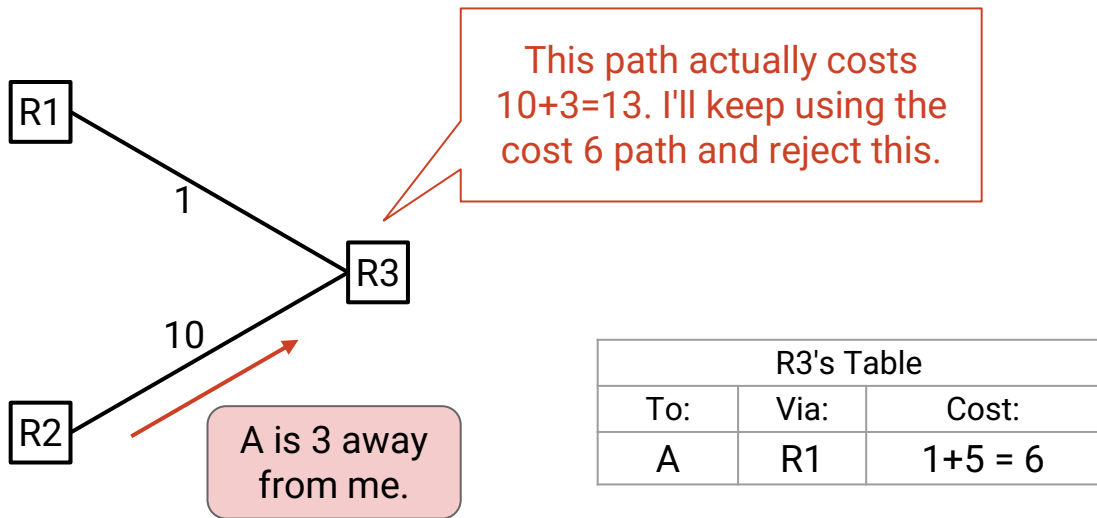 This path actually costs
10+3=13. I'll keep using the
cost 6 path and reject this.
R1
1
R3
10
R2
A is 3 away
from me.
R3's Table
To: Via: Cost:
A R1 1+5 = 6